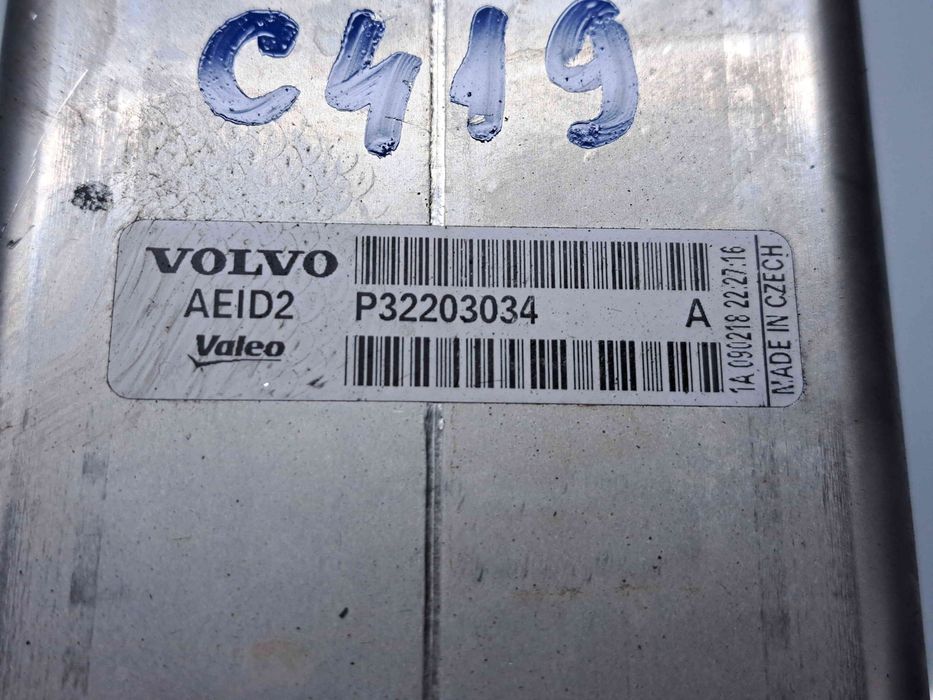 C419
VOLVO
AEID2
Valeo
P32203034 A
1A 090218 22:27:16
MADE IN CZECH